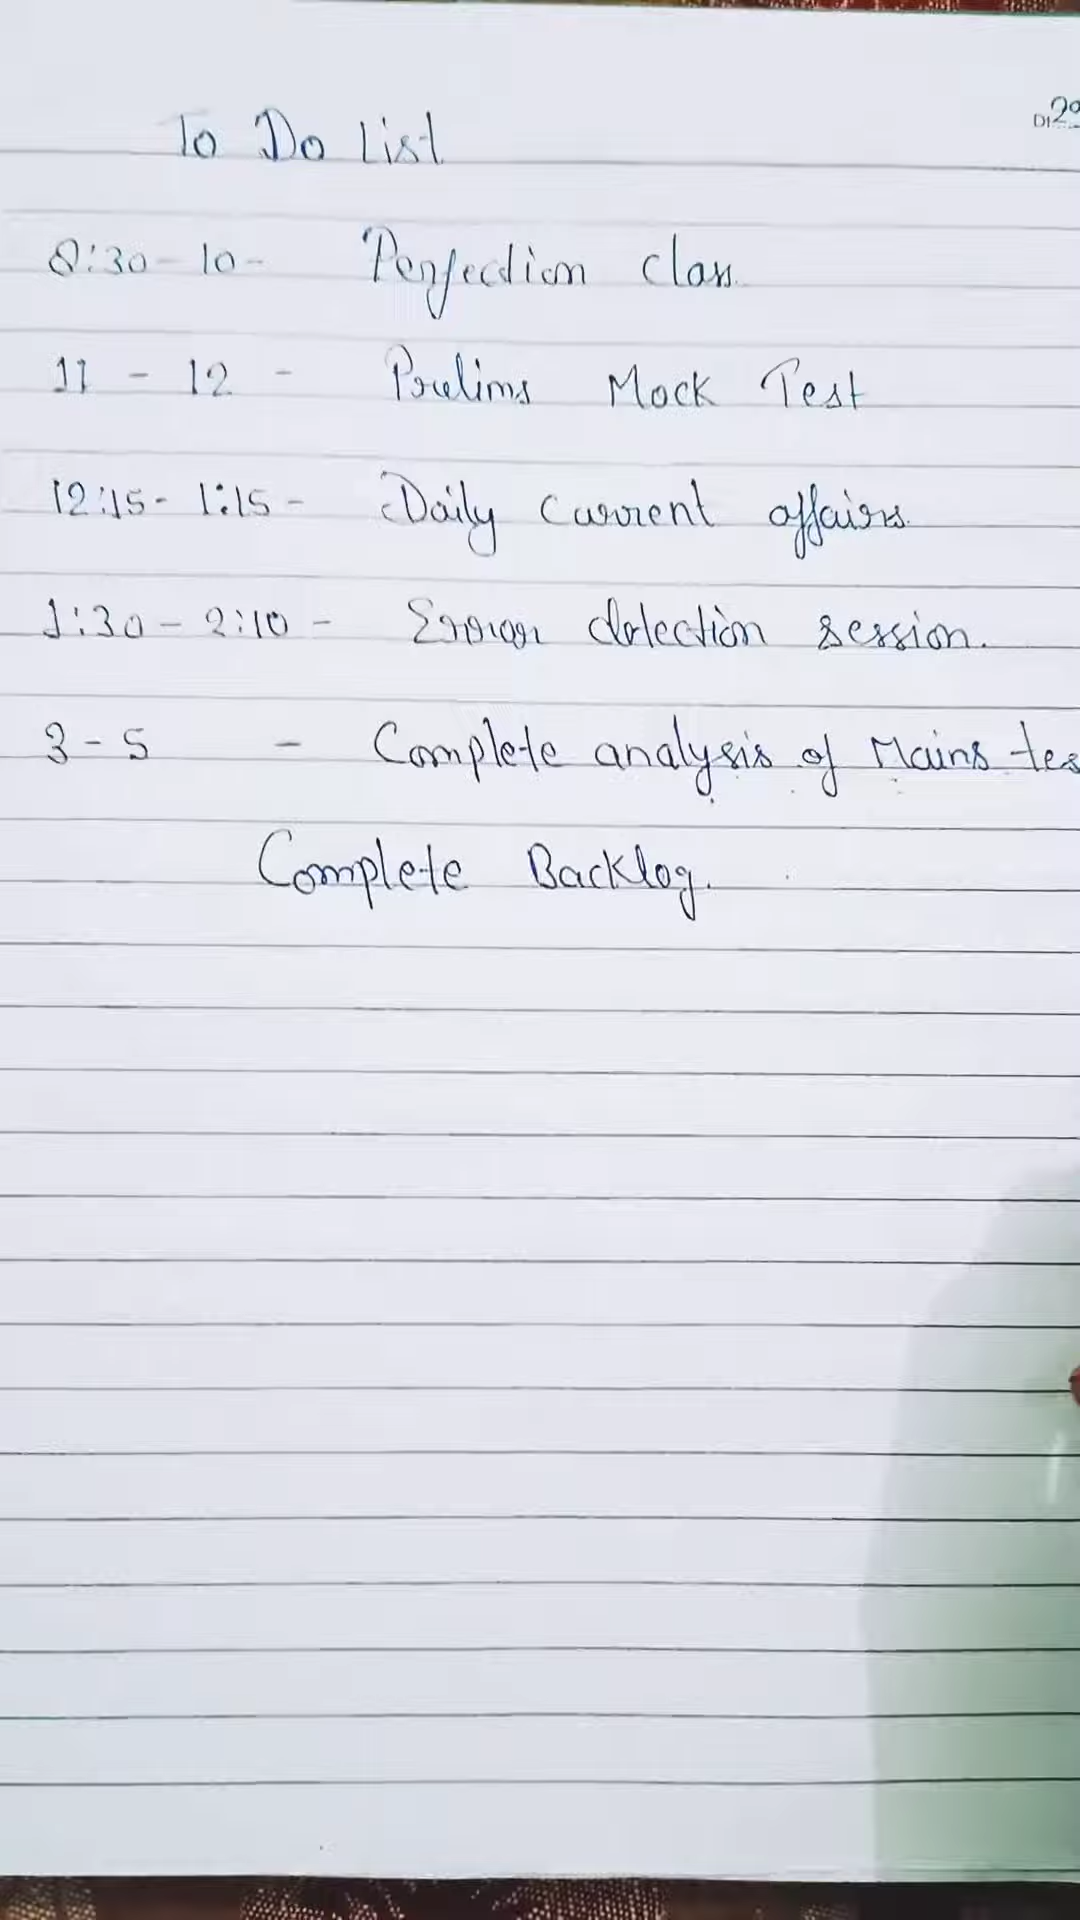 To Do List
8:30 - 10 - Perfection class.
11 - 12 - Prelims Mock Test
12:15 - 1:15 - Daily Current affairs.
1:30 - 2:10 - Error detection session.
3 - 5 - Complete analysis of Mains tes
Complete Backlog.